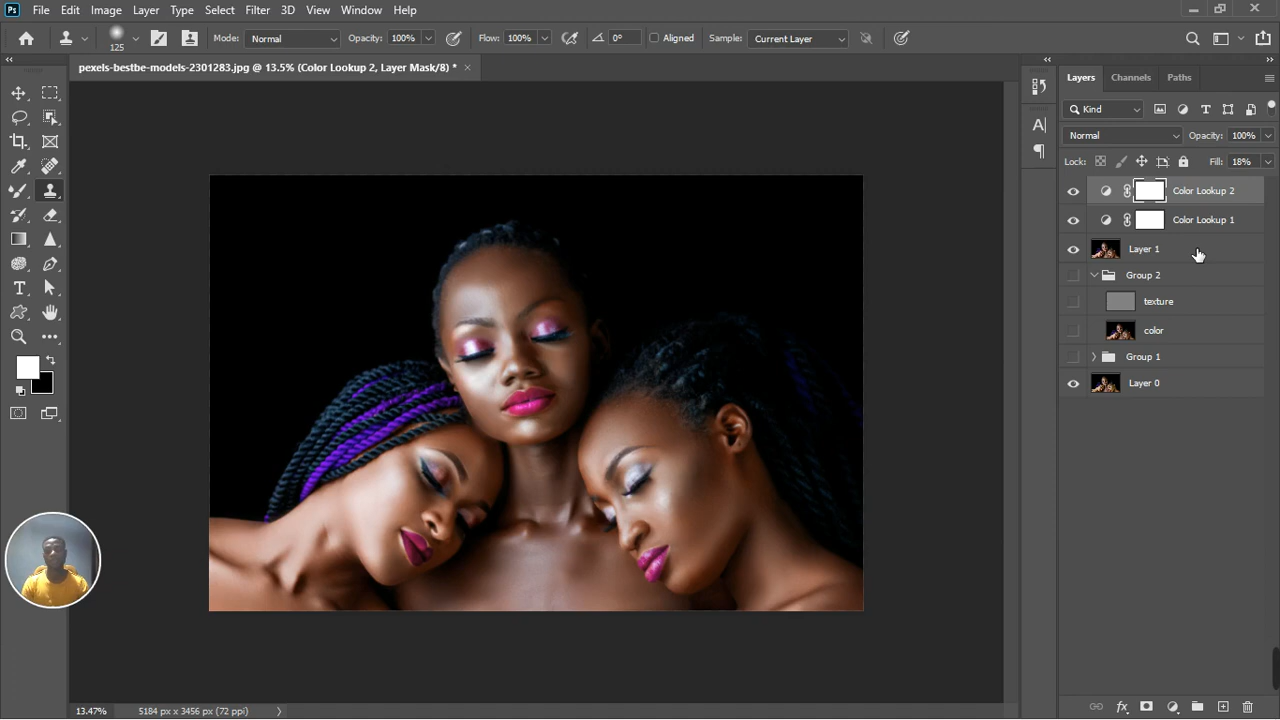 Ps File Edit Image Layer Type Select Filter 3D View Window Help
125 Mode: Normal Opacity: 100% Flow: 100% 0° Aligned Sample: Current Layer
pexels-bestbe-models-2301283.jpg @ 13.5% (Color Lookup 2, Layer Mask/8) *
Layers Channels Paths
Kind
Normal Opacity: 100%
Lock: Fill: 18%
Color Lookup 2
Color Lookup 1
Layer 1
Group 2
texture
color
Group 1
Layer 0
13.47% 5184 px x 3456 px (72 ppi)